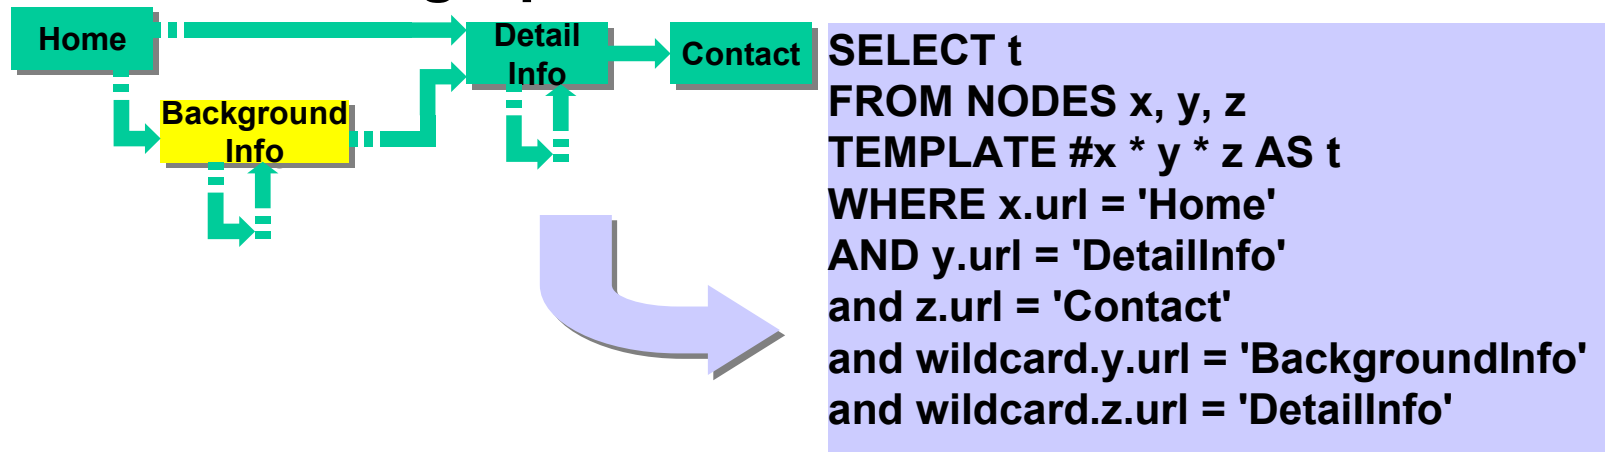 Home
Detail
Info
Contact
Background
Info
SELECT t
FROM NODES x, y, z
TEMPLATE #x * y * z AS t
WHERE x.url = 'Home'
AND y.url = 'DetailInfo'
and z.url = 'Contact'
and wildcard.y.url = 'BackgroundInfo'
and wildcard.z.url = 'DetailInfo'